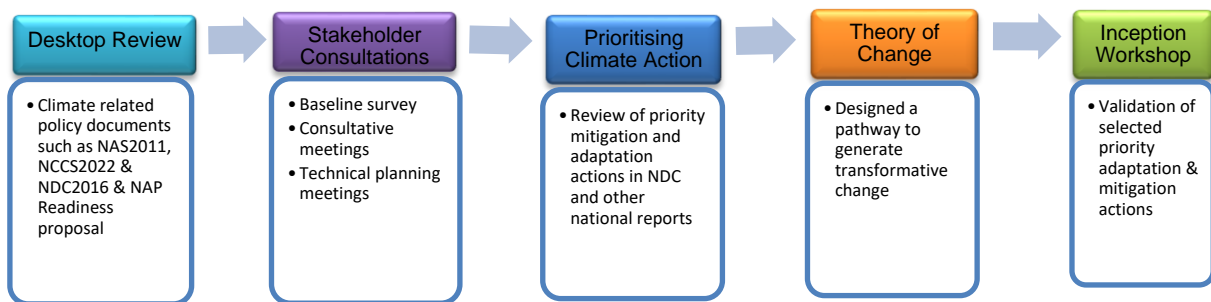 Desktop Review
• Climate related
policy documents
such as NAS2011,
NCCS2022 &
NDC2016 & NAP
Readiness
proposal
Stakeholder
Consultations
• Baseline survey
• Consultative
meetings
• Technical planning
meetings
Prioritising
Climate Action
• Review of priority
mitigation and
adaptation
actions in NDC
and other
national reports
Theory of
Change
• Designed a
pathway to
generate
transformative
change
Inception
Workshop
• Validation of
selected
priority
adaptation &
mitigation
actions